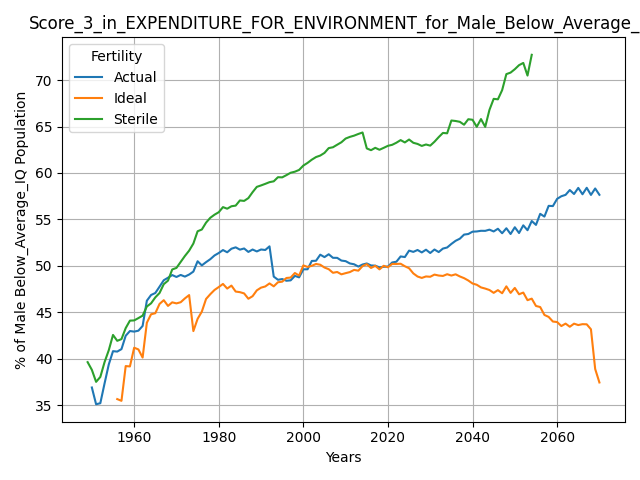 Score_3_in_EXPENDITURE_FOR_ENVIRONMENT_for_Male_Below_Average_
Fertility
Actual
Ideal
Sterile
% of Male Below_Average_IQ Population
70
65
60
55
50
45
40
35
1960 1980 2000 2020 2040 2060
Years